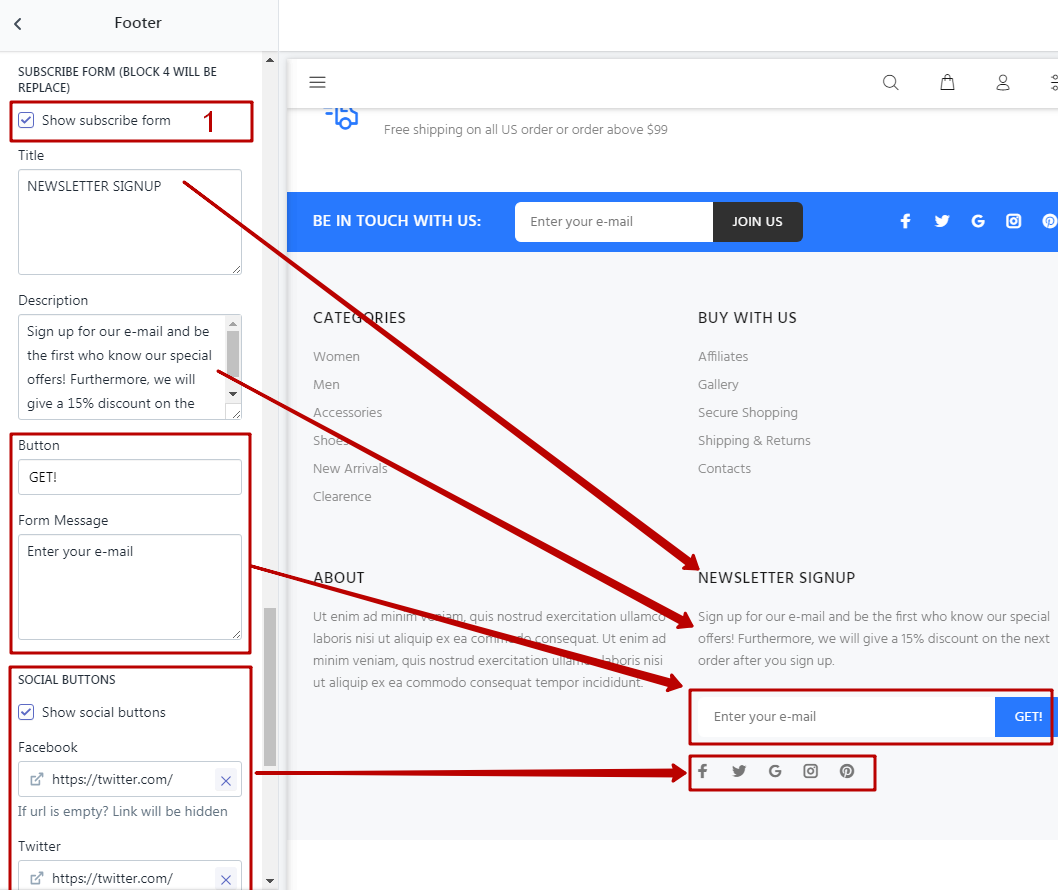 Footer
SUBSCRIBE FORM (BLOCK 4 WILL BE
REPLACE)
Show subscribe form
1
Title
NEWSLETTER SIGNUP
Description
Sign up for our e-mail and be
the first who know our special
offers! Furthermore, we will
give a 15% discount on the
Button
GET!
Form Message
Enter your e-mail
SOCIAL BUTTONS
Show social buttons
Facebook
https://twitter.com/
If url is empty? Link will be hidden
Twitter
https://twitter.com/
Free shipping on all US order or order above $99
BE IN TOUCH WITH US:
Enter your e-mail
JOIN US
CATEGORIES
Women
Men
Accessories
Shoes
New Arrivals
Clearence
BUY WITH US
Affiliates
Gallery
Secure Shopping
Shipping & Returns
Contacts
ABOUT
Ut enim ad minim veniam, quis nostrud exercitation ullamco
laboris nisi ut aliquip ex ea commodo consequat. Ut enim ad
minim veniam, quis nostrud exercitation ullamco laboris nisi
ut aliquip ex ea commodo consequat tempor incididunt.
NEWSLETTER SIGNUP
Sign up for our e-mail and be the first who know our special
offers! Furthermore, we will give a 15% discount on the next
order after you sign up.
Enter your e-mail
GET!